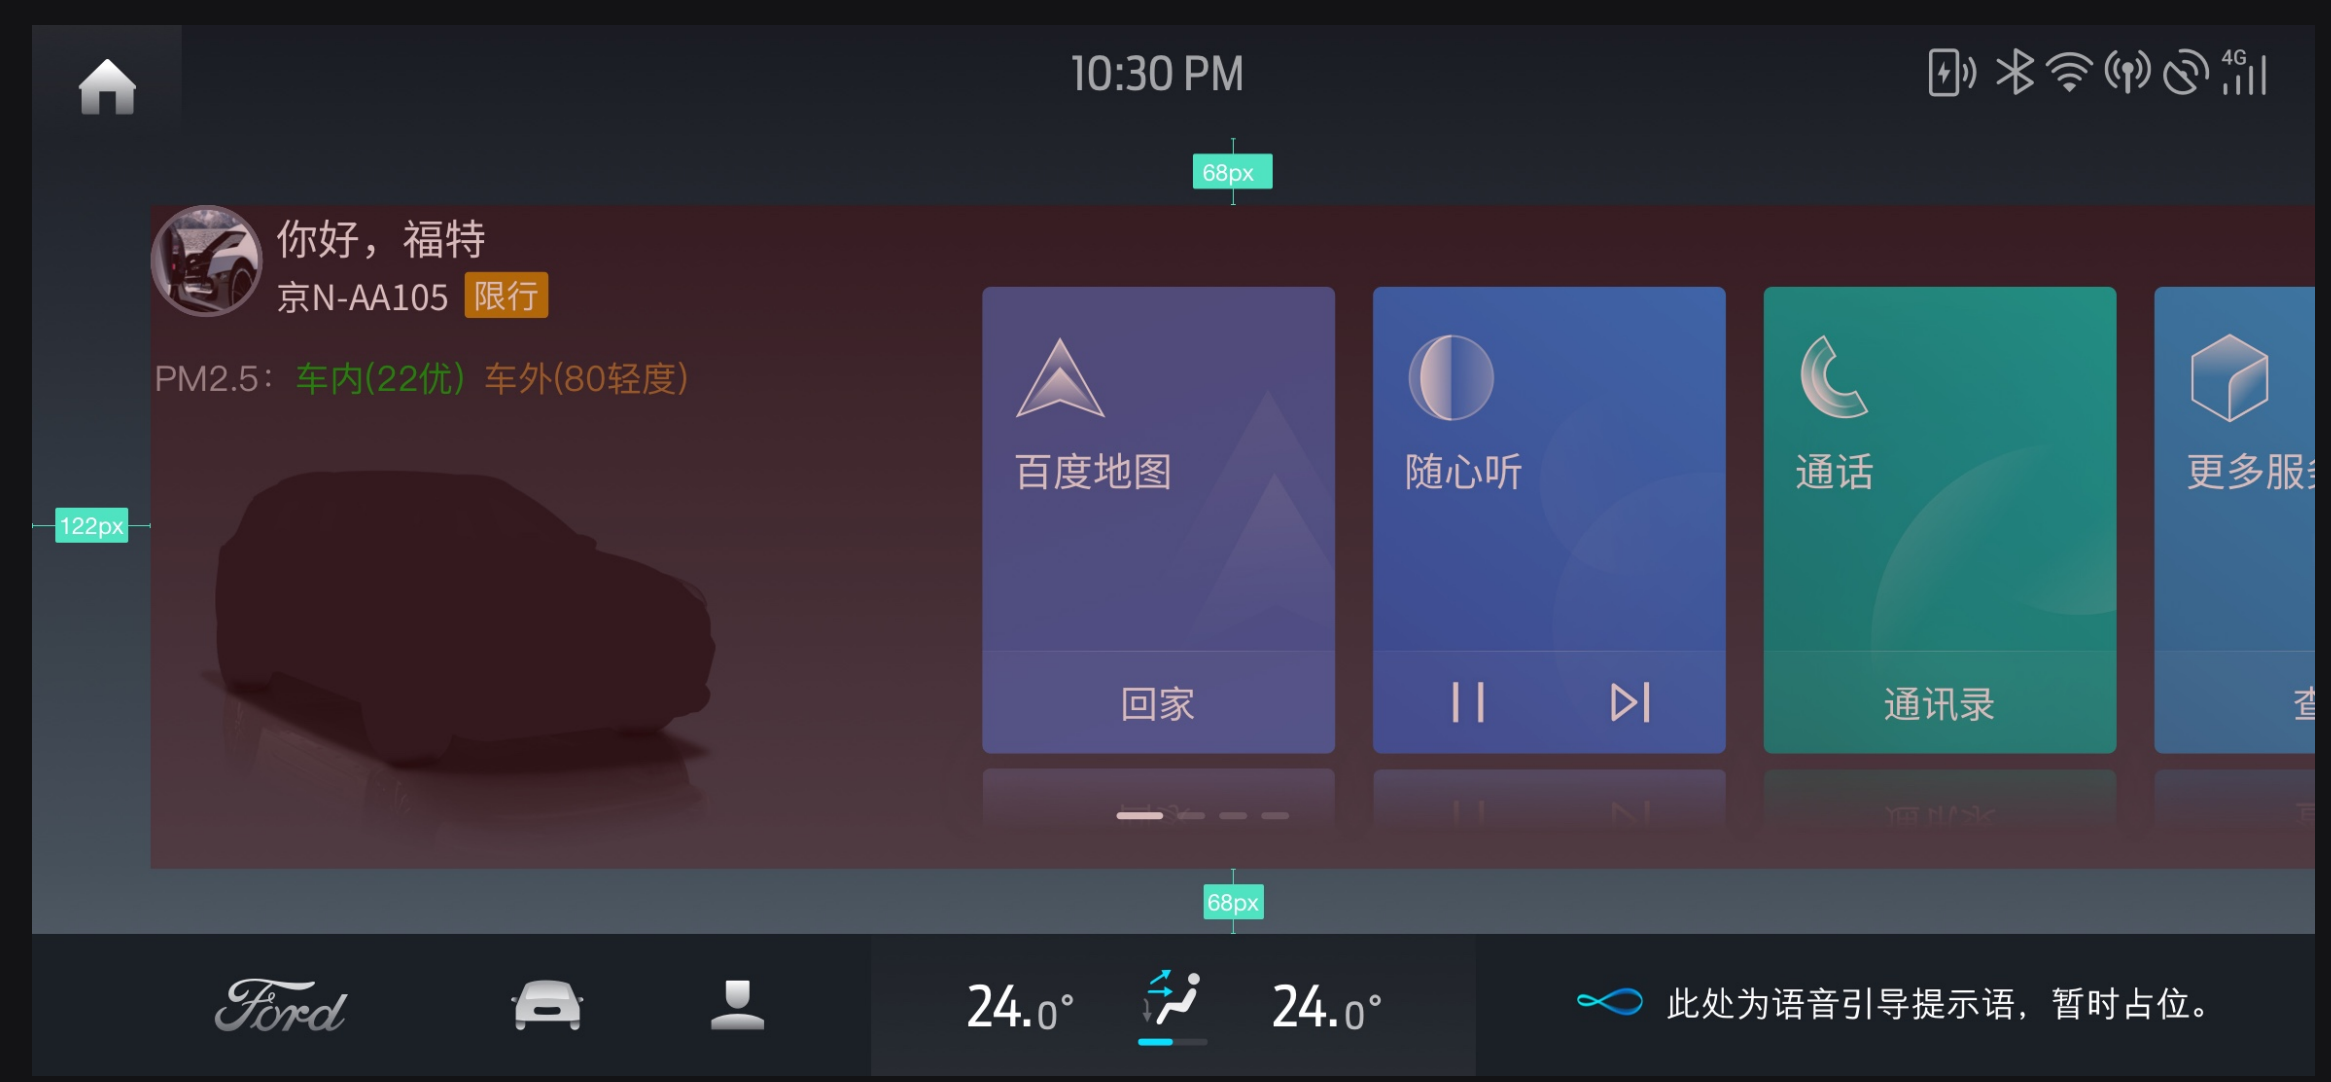 10:30 PM
4G
68px
你好，福特
京N-AA105 限行
PM2.5：车内(22优) 车外(80轻度)
122px
百度地图
随心听
通话
更多服
回家
通讯录
68px
Ford
24.0°
24.0°
此处为语音引导提示语，暂时占位。